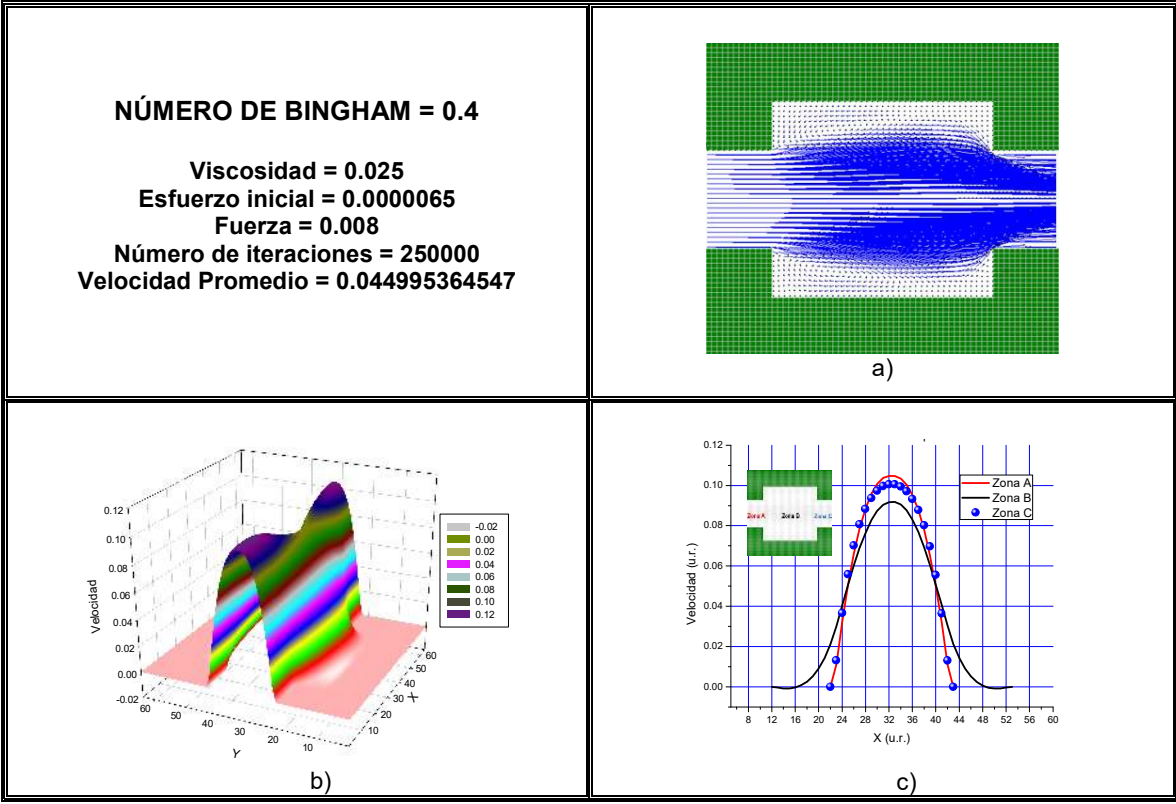 NÚMERO DE BINGHAM = 0.4
Viscosidad = 0.025
Esfuerzo inicial = 0.0000065
Fuerza = 0.008
Número de iteraciones = 250000
Velocidad Promedio = 0.044995364547
a)
0.12
0.10
0.08
0.06
0.04
0.02
0.00
-0.02
Velocidad
60
50
40
30
20
10
Y
10
20
30
40
50
60
X
-0.02
0.00
0.02
0.04
0.06
0.08
0.10
0.12
b)
0.12
0.10
0.08
0.06
0.04
0.02
0.00
Velocidad (u.r.)
Zona A
Zona B
Zona C
Zona A Zona B Zona C
8 12 16 20 24 28 32 36 40 44 48 52 56 60
X (u.r.)
c)